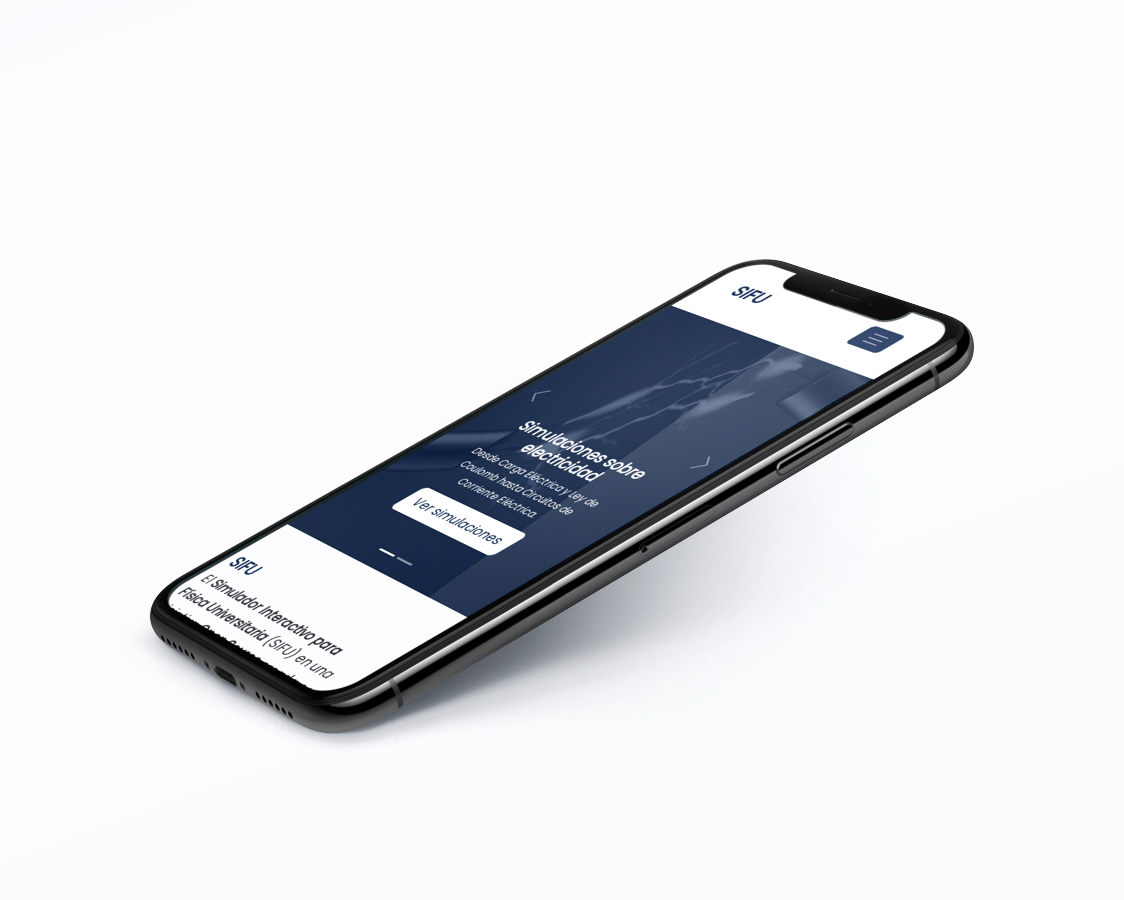 SIFU
Simulaciones sobre
electricidad
Desde Carga Eléctrica y Ley de
Coulomb hasta Circuitos de
Corriente Eléctrica
Ver simulaciones
SIFU
El Simulador Interactivo para
Física Universitaria (SIFU) en una